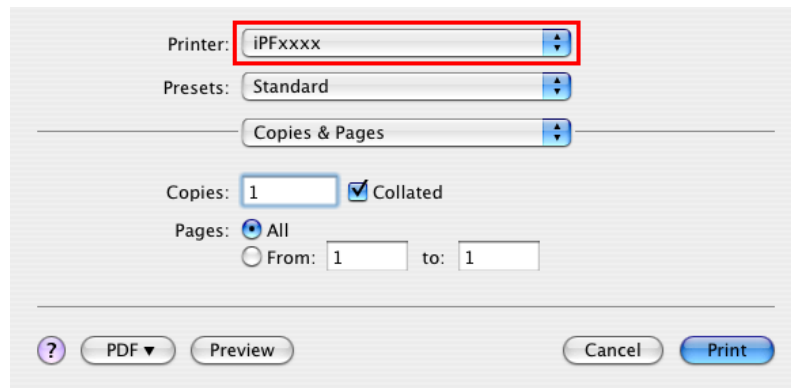 Printer: iPFxxxx
Presets: Standard
Copies & Pages
Copies: 1 Collated
Pages: All
From: 1 to: 1
? PDF▼ Preview Cancel Print